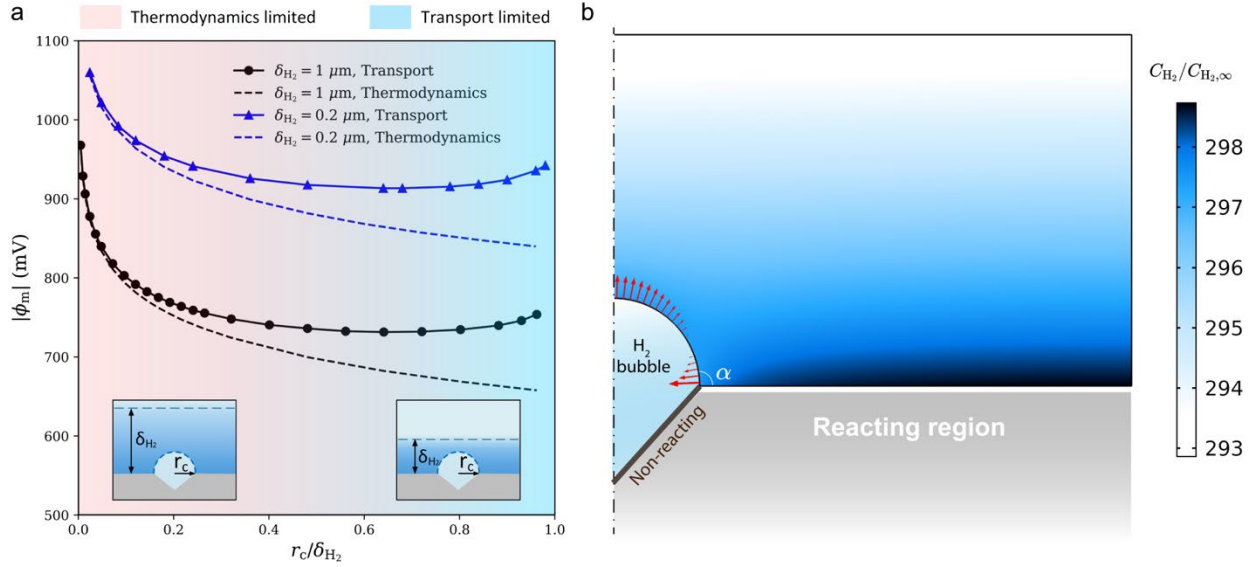 a
Thermodynamics limited
Transport limited
1100
1000
900
800
700
600
500
|ϕm| (mV)
δH2 = 1 μm, Transport
δH2 = 1 μm, Thermodynamics
δH2 = 0.2 μm, Transport
δH2 = 0.2 μm, Thermodynamics
δH2
rc
δH2
rc
0.0 0.2 0.4 0.6 0.8 1.0
rc/δH2
b
H2
bubble
α
Non-reacting
Reacting region
CH2/CH2,∞
298
297
296
295
294
293